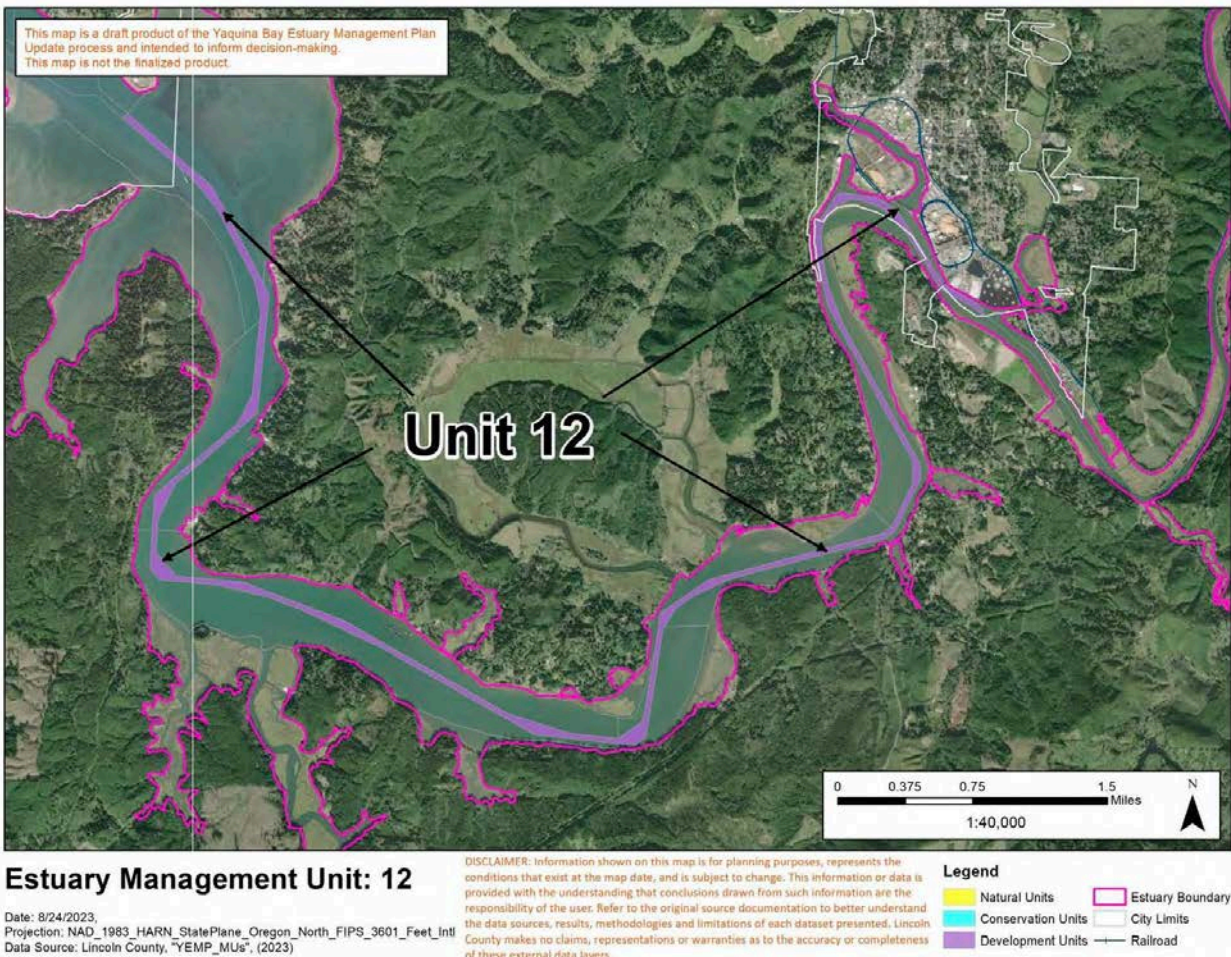 This map is a draft product of the Yaquina Bay Estuary Management Plan
Update process and intended to inform decision-making.
This map is not the finalized product.
Unit 12
0 0.375 0.75 1.5
Miles
1:40,000
N
Estuary Management Unit: 12
Date: 8/24/2023,
Projection: NAD_1983_HARN_StatePlane_Oregon_North_FIPS_3601_Feet_Intl
Data Source: Lincoln County, "YEMP_MUs", (2023)
DISCLAIMER: Information shown on this map is for planning purposes, represents the
conditions that exist at the map date, and is subject to change. This information or data is
provided with the understanding that conclusions drawn from such information are the
responsibility of the user. Refer to the original source documentation to better understand
the data sources, results, methodologies and limitations of each dataset presented. Lincoln
County makes no claims, representations or warranties as to the accuracy or completeness
of these external data layers.
Legend
Natural Units
Conservation Units
Development Units
Estuary Boundary
City Limits
Railroad